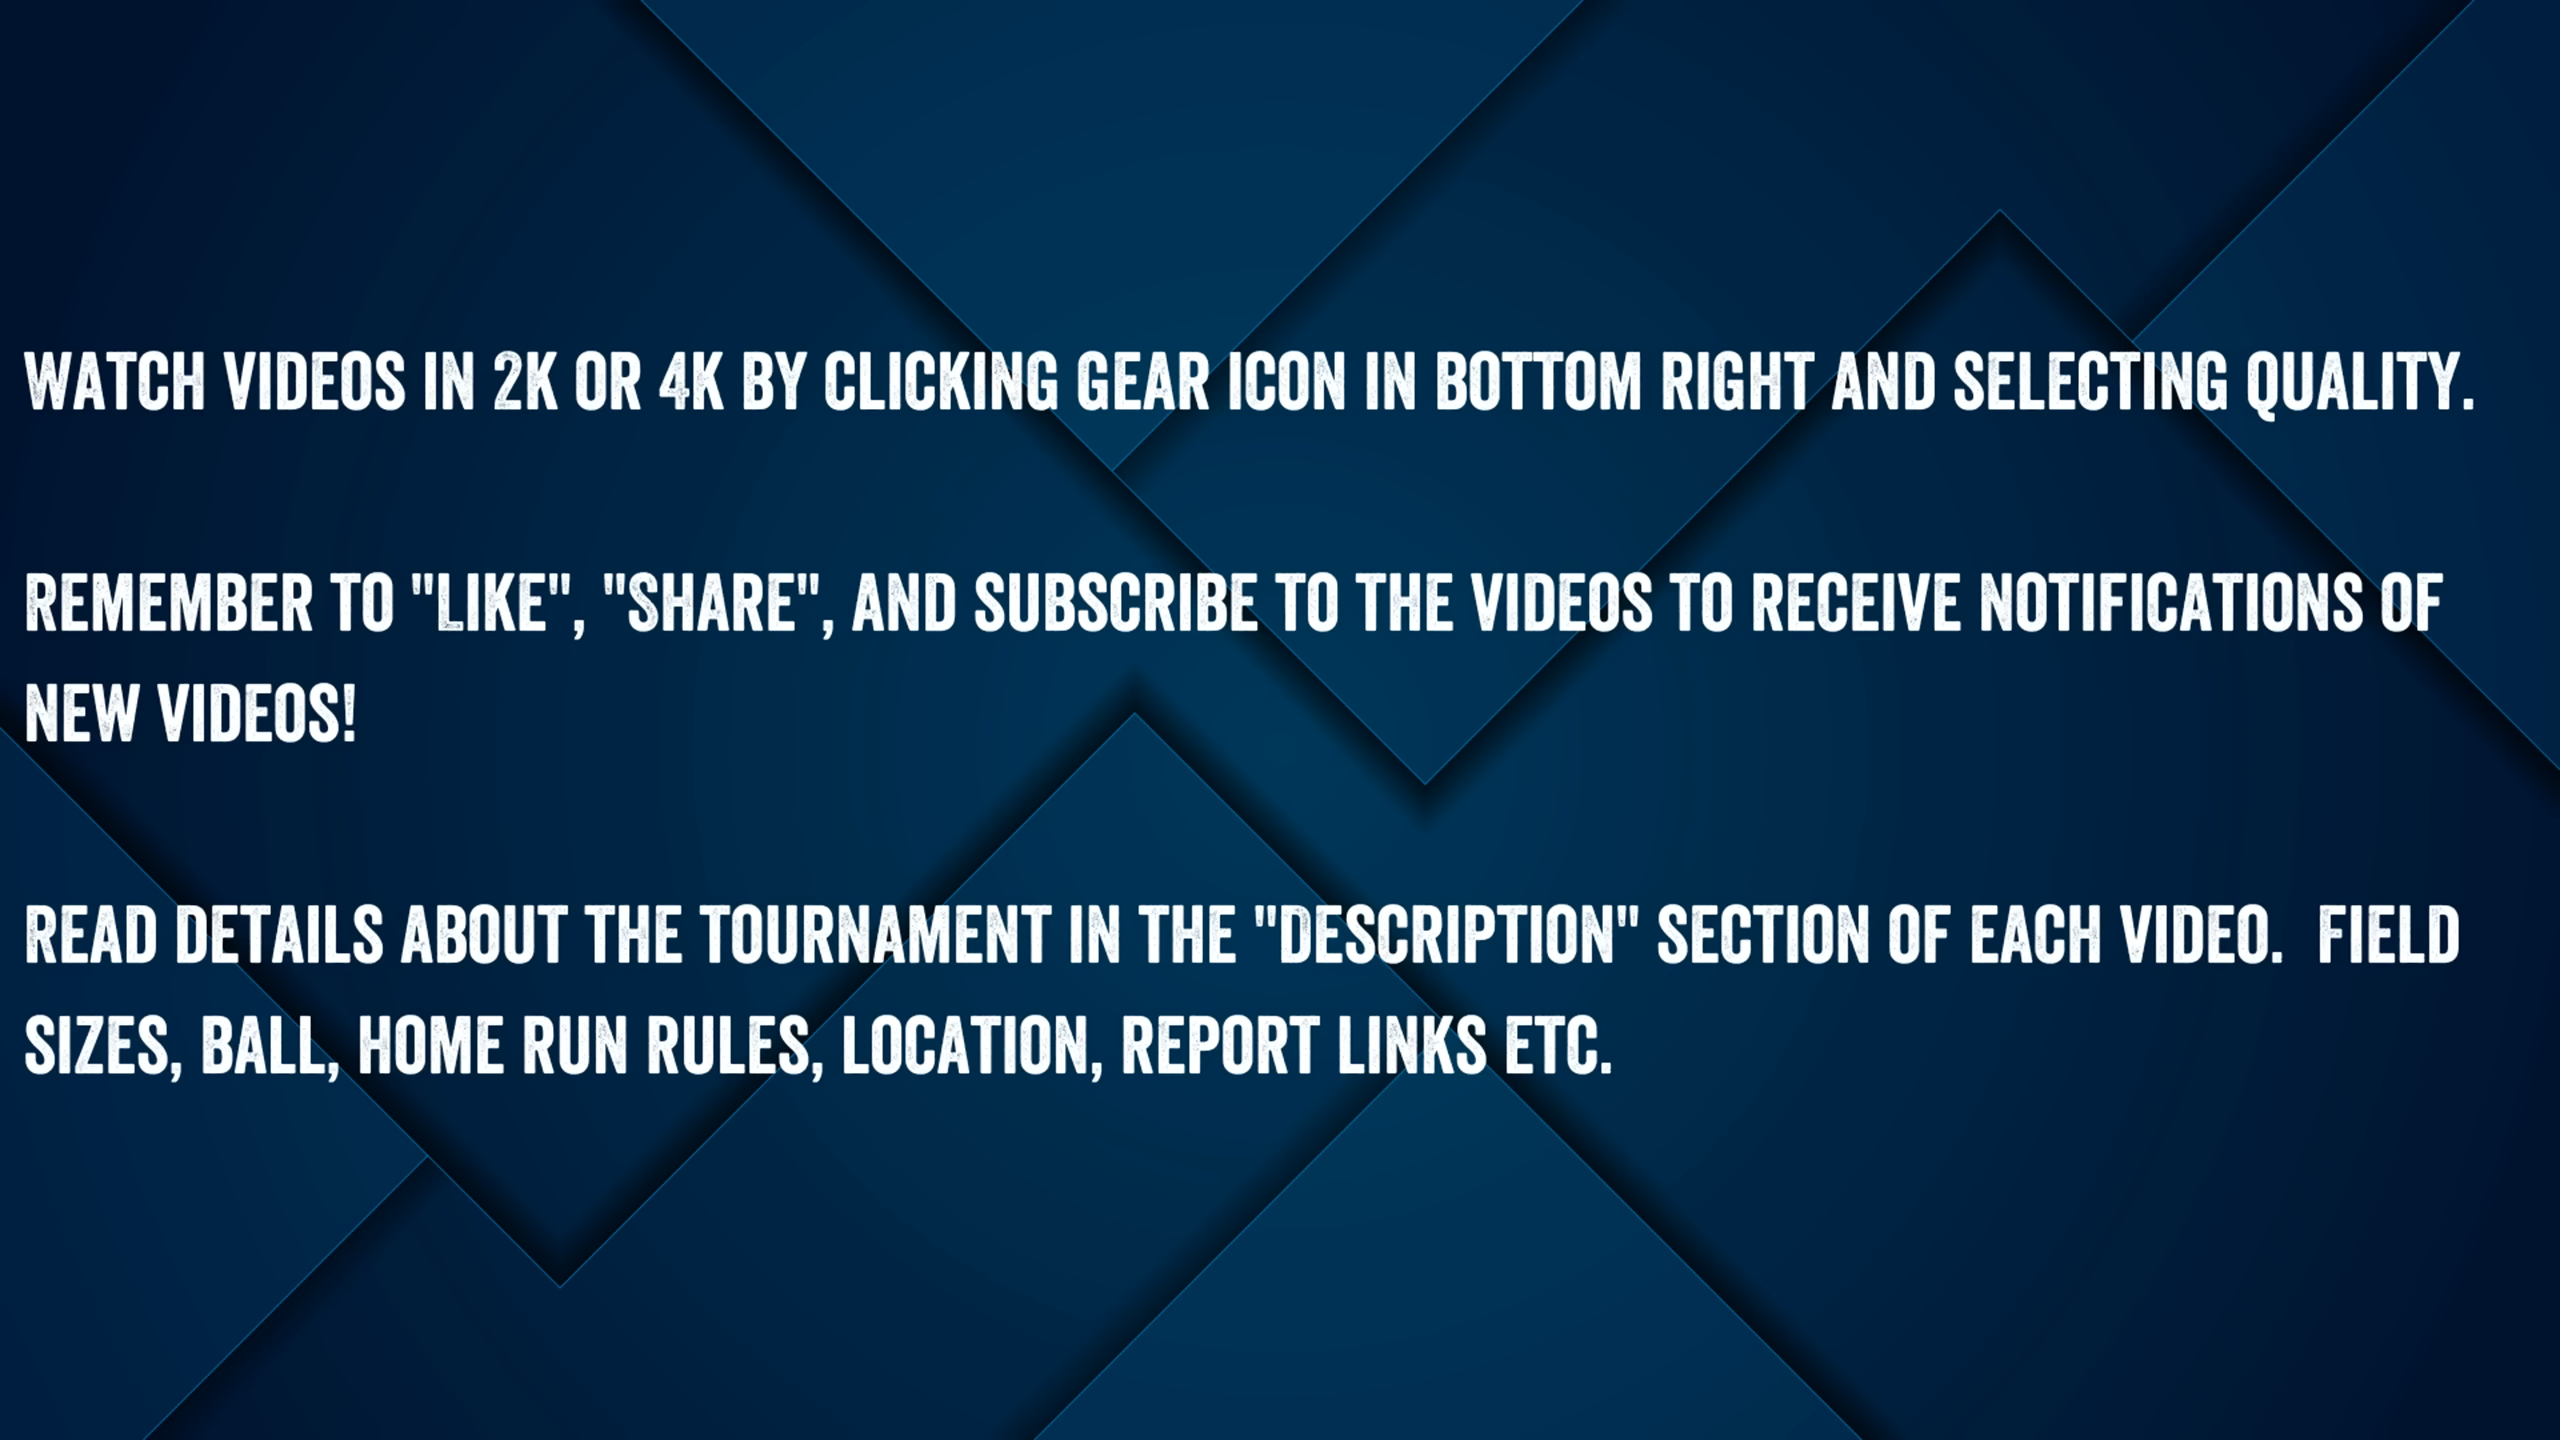 WATCH VIDEOS IN 2K OR 4K BY CLICKING GEAR ICON IN BOTTOM RIGHT AND SELECTING QUALITY.
REMEMBER TO "LIKE", "SHARE", AND SUBSCRIBE TO THE VIDEOS TO RECEIVE NOTIFICATIONS OF
NEW VIDEOS!
READ DETAILS ABOUT THE TOURNAMENT IN THE "DESCRIPTION" SECTION OF EACH VIDEO.  FIELD
SIZES, BALL, HOME RUN RULES, LOCATION, REPORT LINKS ETC.